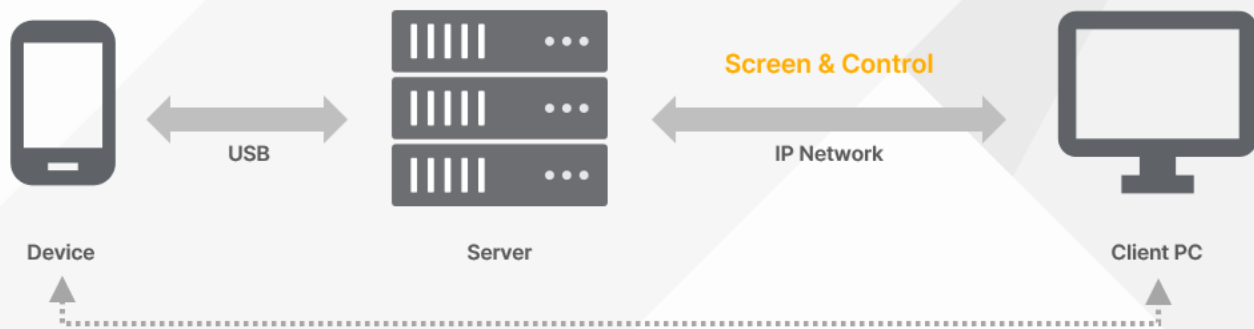 Screen & Control
USB
IP Network
Device
Server
Client PC